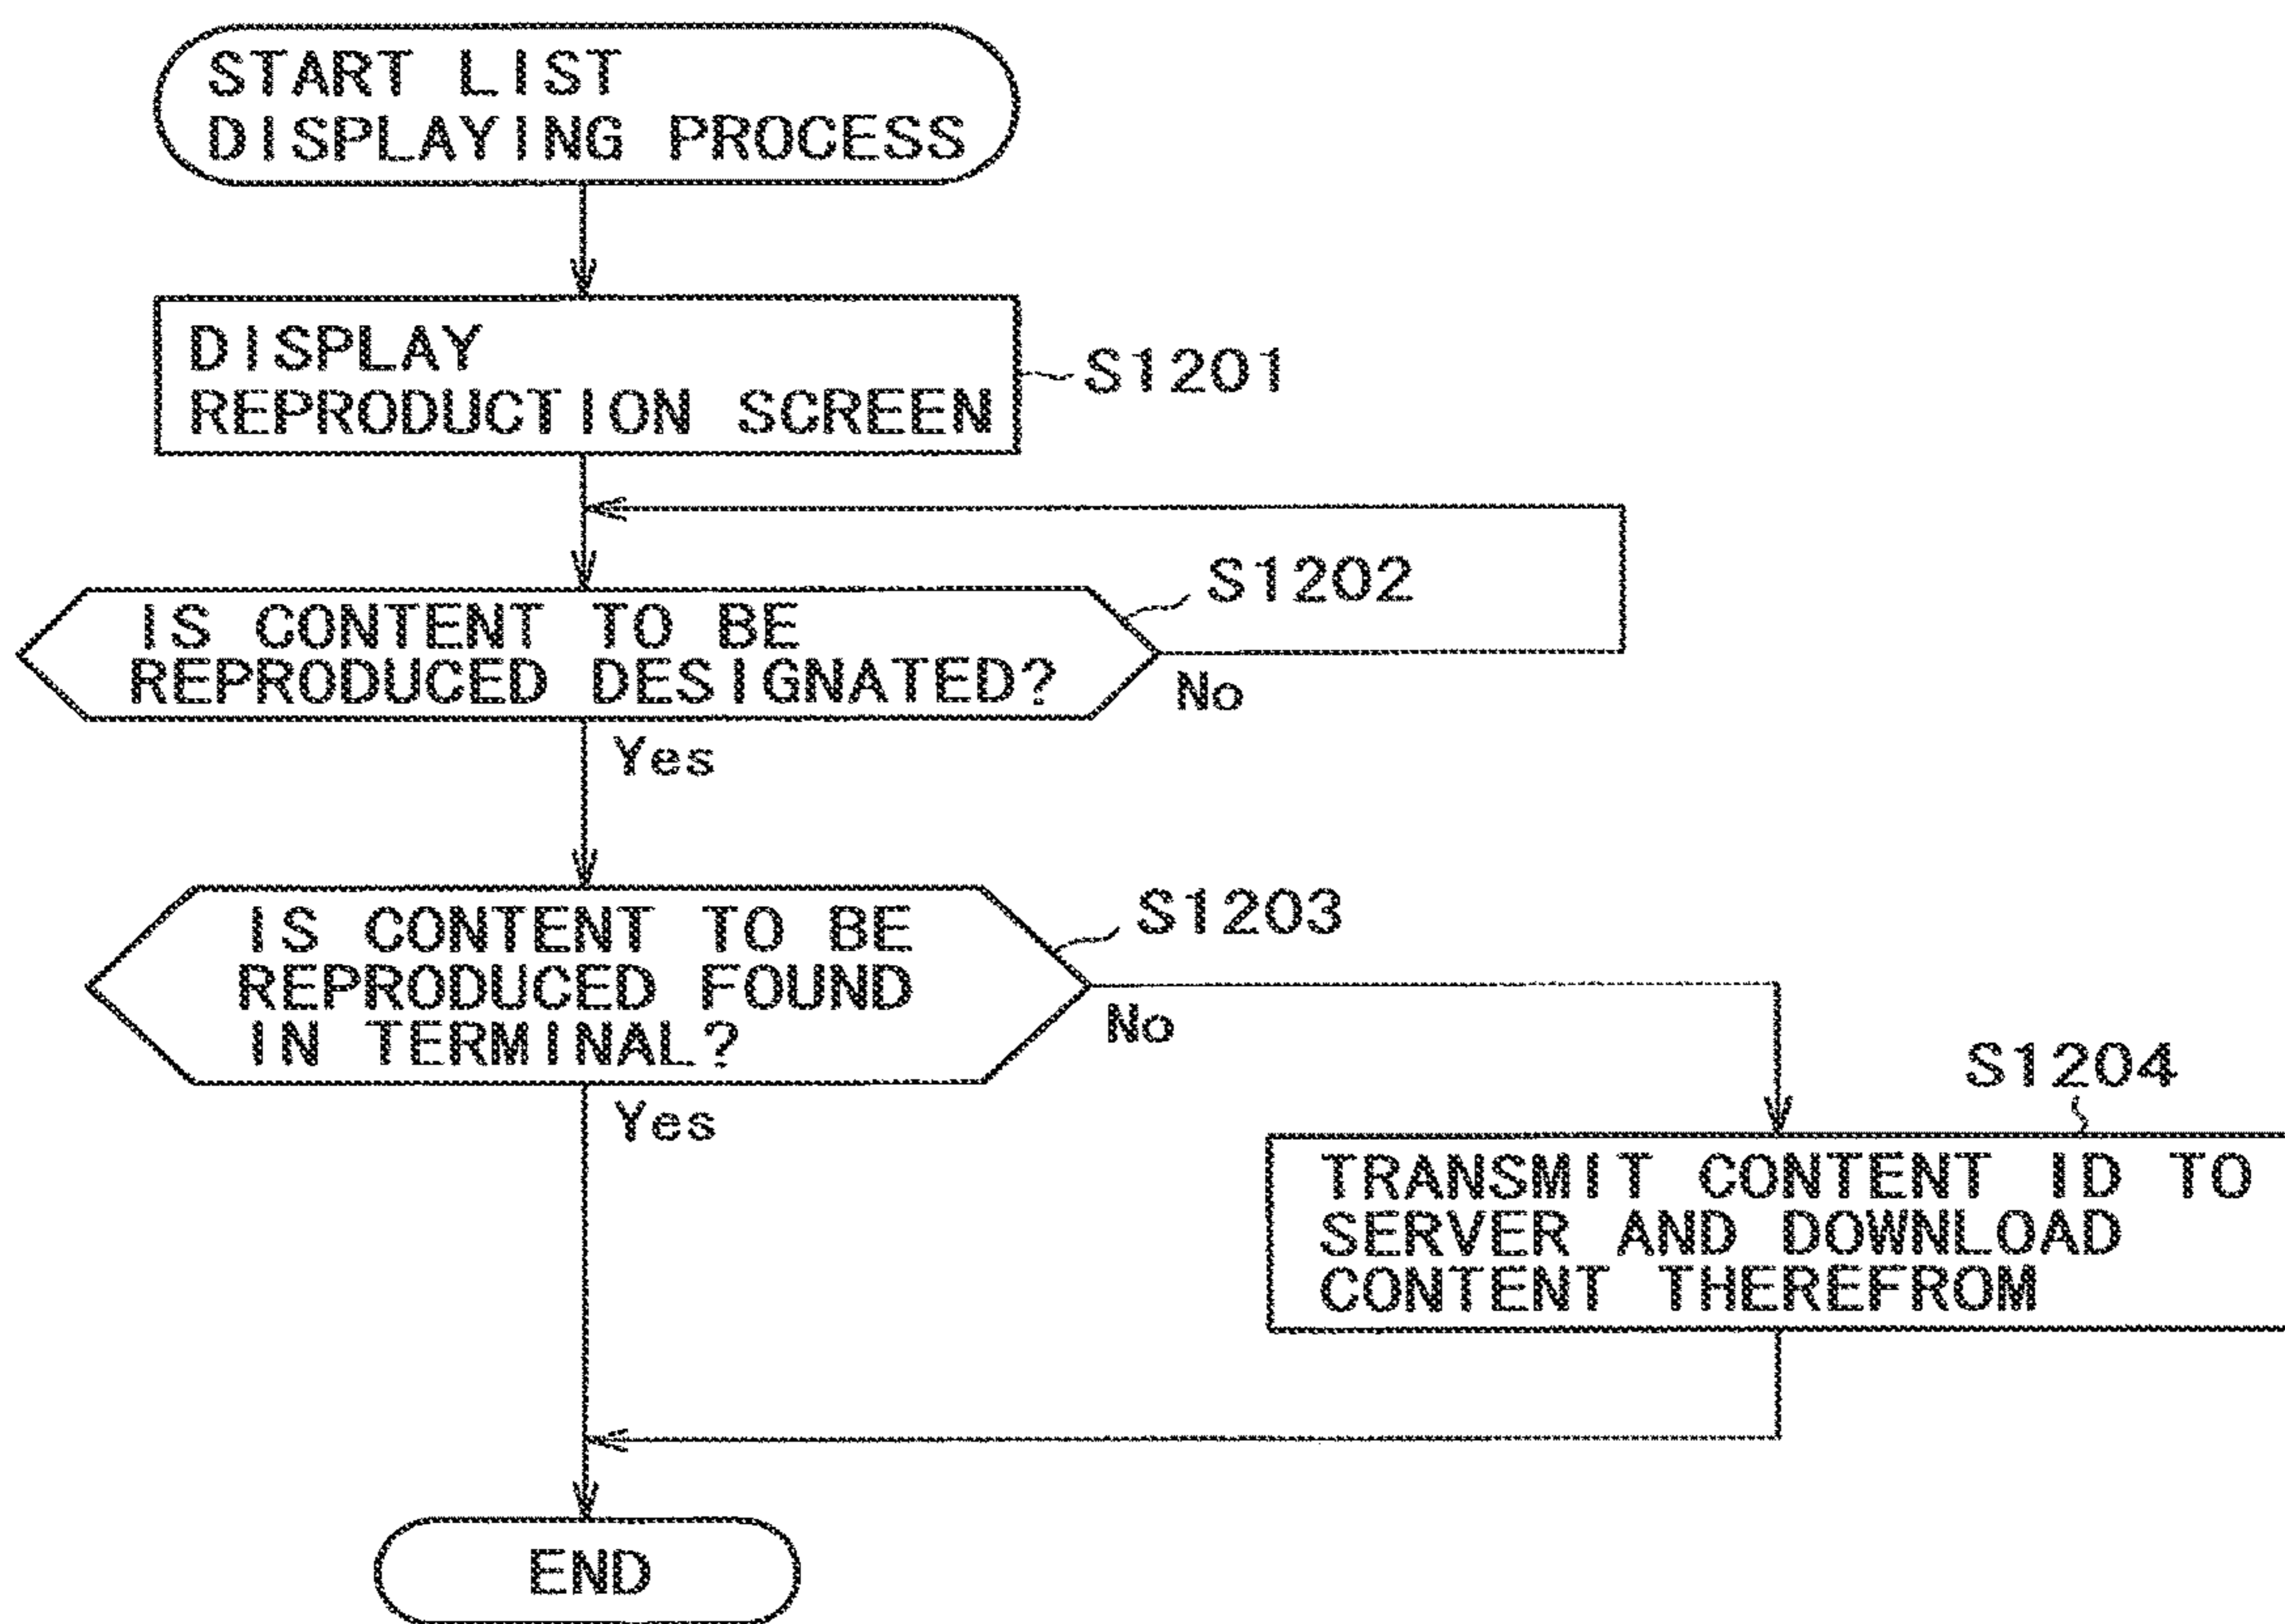 START LIST
DISPLAYING PROCESS
DISPLAY
REPRODUCTION SCREEN
S1201
IS CONTENT TO BE
REPRODUCED DESIGNATED?
S1202
No
Yes
IS CONTENT TO BE
REPRODUCED FOUND
IN TERMINAL?
S1203
No
Yes
S1204
TRANSMIT CONTENT ID TO
SERVER AND DOWNLOAD
CONTENT THEREFROM
END